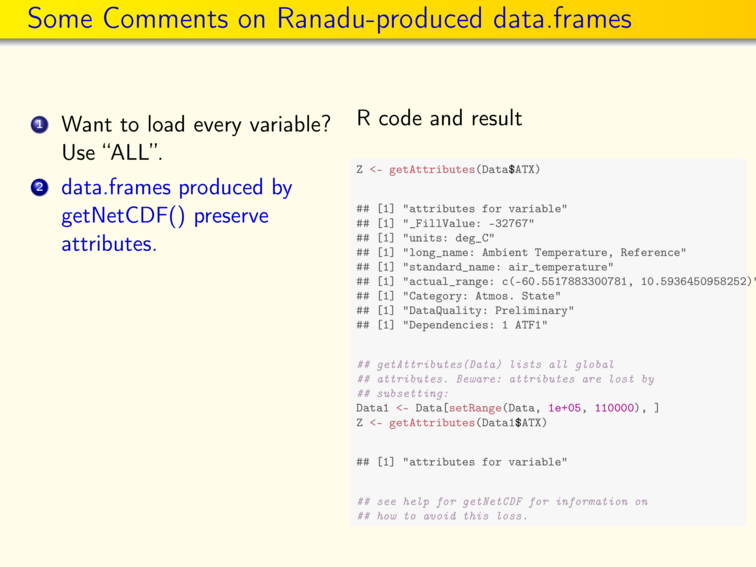 Some Comments on Ranadu-produced data.frames
1 Want to load every variable?
Use “ALL”.
2 data.frames produced by
getNetCDF() preserve
attributes.
R code and result
Z <- getAttributes(Data$ATX)
## [1] "attributes for variable"
## [1] "_FillValue: -32767"
## [1] "units: deg_C"
## [1] "long_name: Ambient Temperature, Reference"
## [1] "standard_name: air_temperature"
## [1] "actual_range: c(-60.5517883300781, 10.5936450958252)"
## [1] "Category: Atmos. State"
## [1] "DataQuality: Preliminary"
## [1] "Dependencies: 1 ATF1"
## getAttributes(Data) lists all global
## attributes. Beware: attributes are lost by
## subsetting:
Data1 <- Data[setRange(Data, 1e+05, 110000), ]
Z <- getAttributes(Data1$ATX)
## [1] "attributes for variable"
## see help for getNetCDF for information on
## how to avoid this loss.